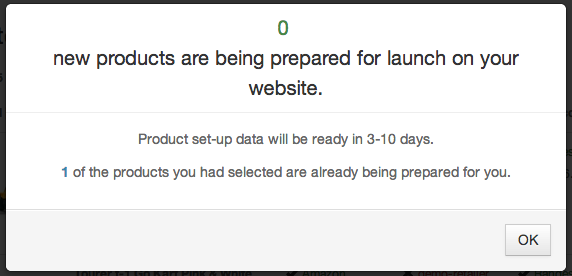 0
new products are being prepared for launch on your
website.
Product set-up data will be ready in 3-10 days.
1 of the products you had selected are already being prepared for you.
OK